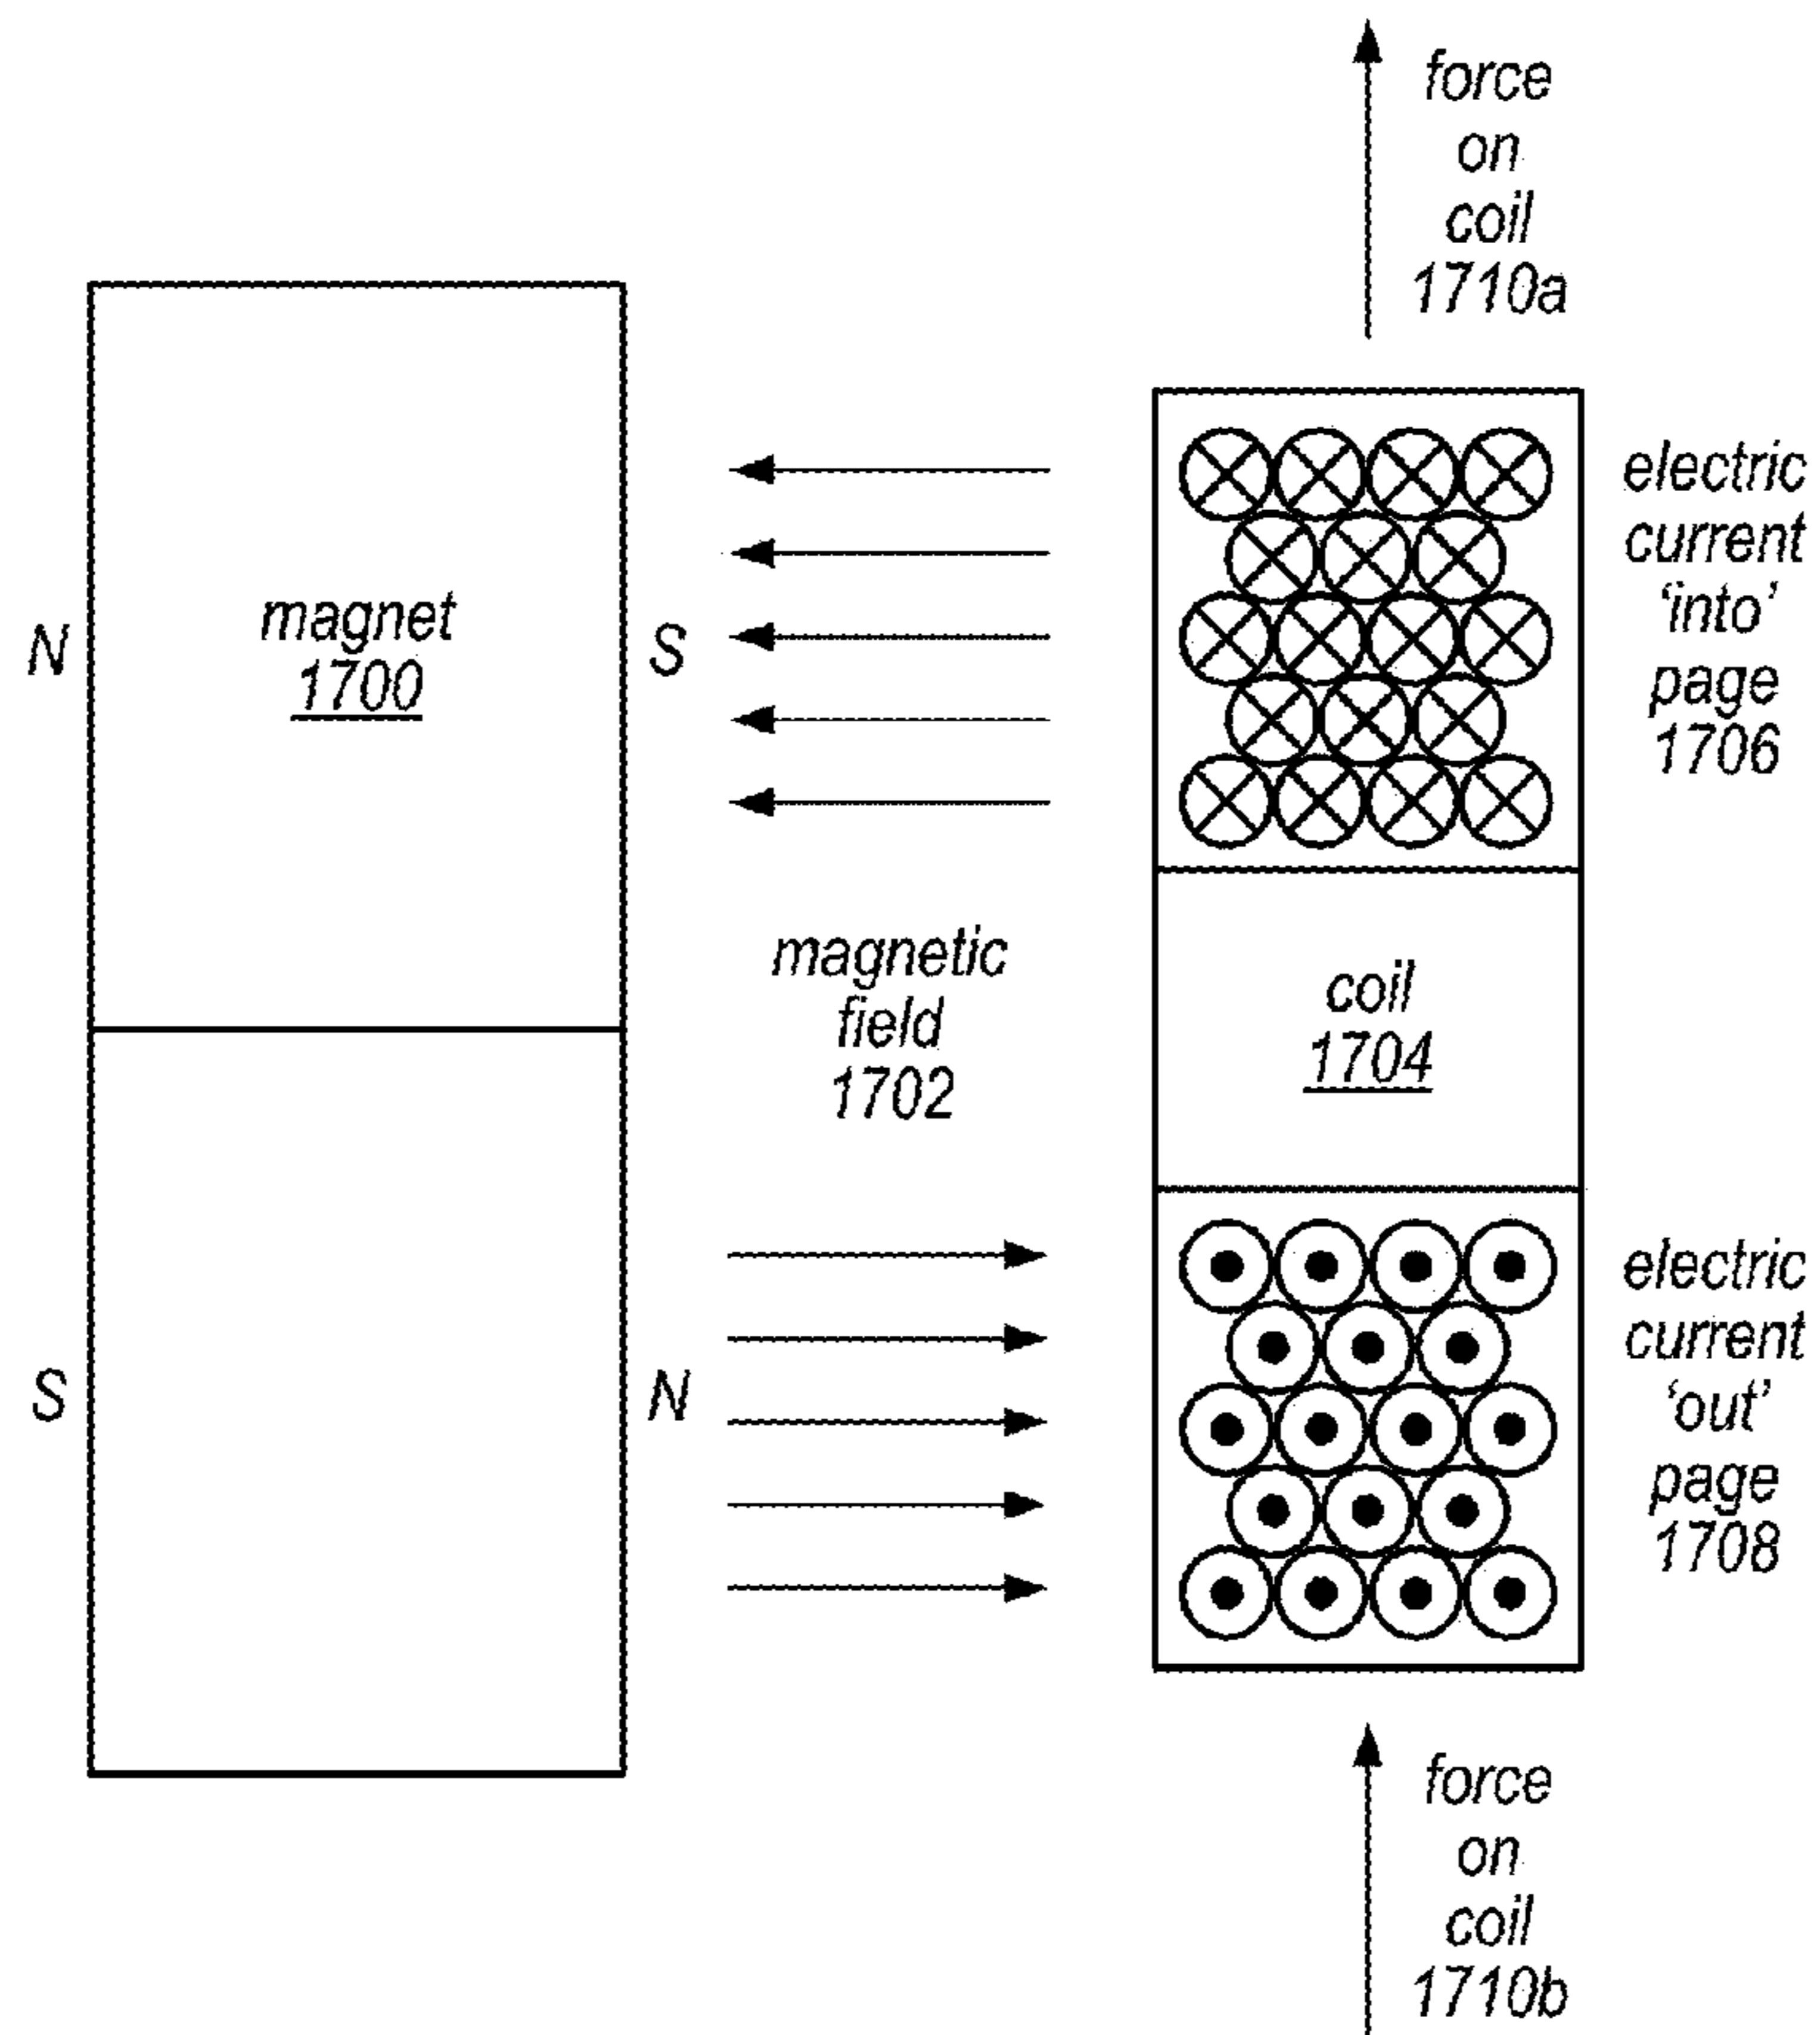 force
on
coil
1710a
N
magnet
1700
S
electric
current
‘into’
page
1706
magnetic
field
1702
coil
1704
S
N
electric
current
‘out’
page
1708
force
on
coil
1710b